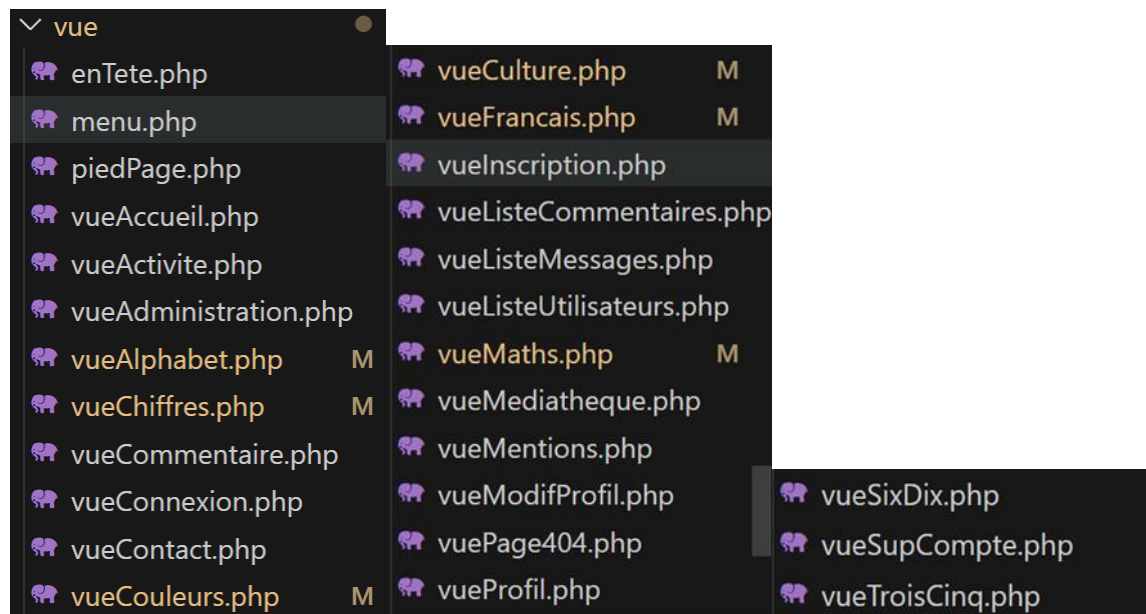 vue
enTete.php
menu.php
piedPage.php
vueAccueil.php
vueActivite.php
vueAdministration.php
vueAlphabet.php M
vueChiffres.php M
vueCommentaire.php
vueConnexion.php
vueContact.php
vueCouleurs.php M
vueCulture.php M
vueFrancais.php M
vueInscription.php
vueListeCommentaires.php
vueListeMessages.php
vueListeUtilisateurs.php
vueMaths.php M
vueMediatheque.php
vueMentions.php
vueModifProfil.php
vuePage404.php
vueProfil.php
vueSixDix.php
vueSupCompte.php
vueTroisCinq.php